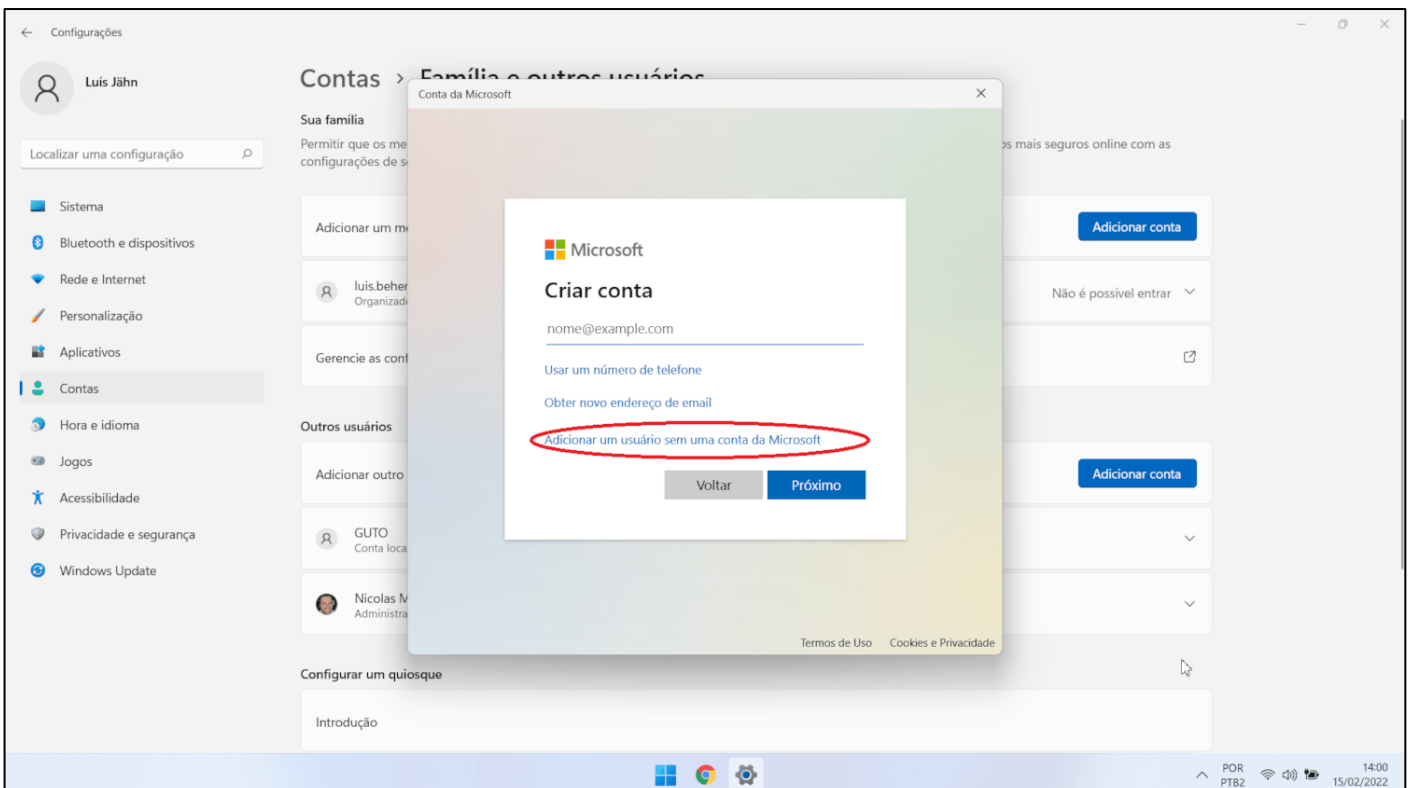 Configurações
Luís Jähn
Localizar uma configuração
Sistema
Bluetooth e dispositivos
Rede e Internet
Personalização
Aplicativos
Contas
Hora e idioma
Jogos
Acessibilidade
Privacidade e segurança
Windows Update
Contas > Família e outros usuários
Sua família
Permitir que os me
os mais seguros online com as
configurações de s
Adicionar um me
Adicionar conta
luis.beher
Organizado
Não é possível entrar
Gerencie as conf
Outros usuários
Adicionar outro
Adicionar conta
GUTO
Conta loca
Nicolas M
Administra
Configurar um quiosque
Introdução
Conta da Microsoft
Microsoft
Criar conta
nome@example.com
Usar um número de telefone
Obter novo endereço de email
Adicionar um usuário sem uma conta da Microsoft
Voltar
Próximo
Termos de Uso
Cookies e Privacidade
POR
PTB2
14:00
15/02/2022